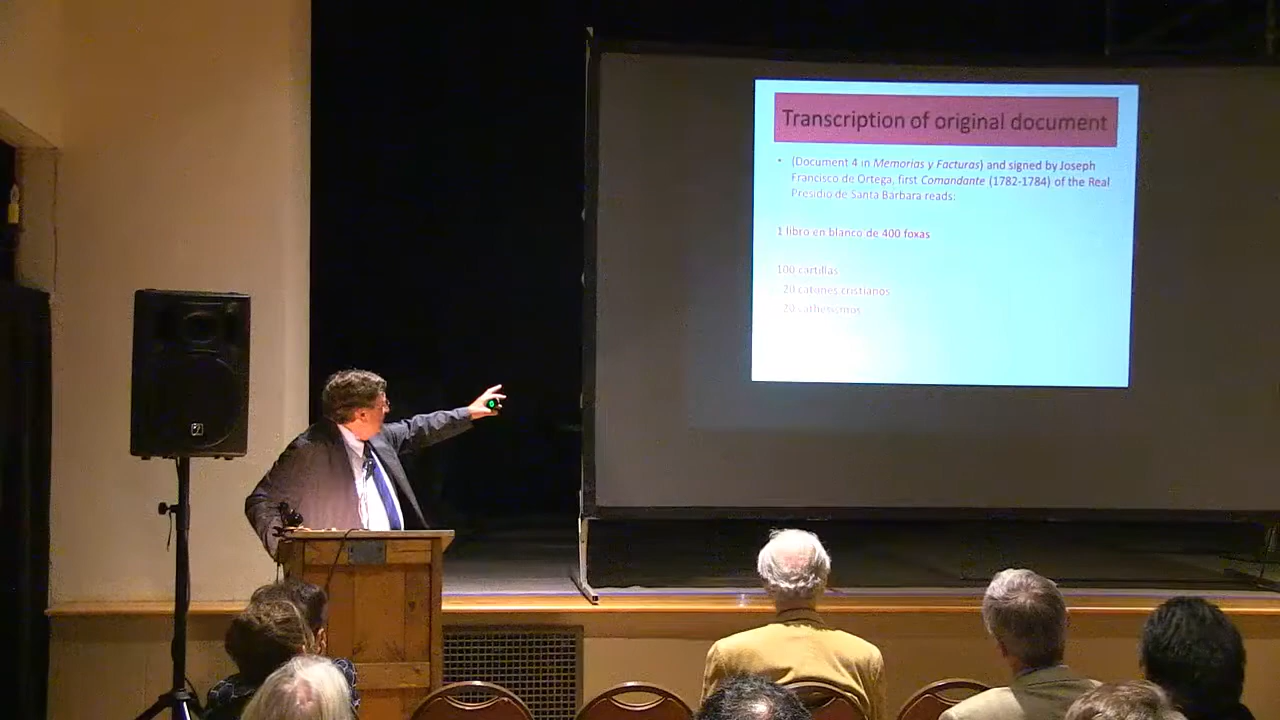 Transcription of original document
• (Document 4 in Memorias y Facturas) and signed by Joseph
Francisco de Ortega, first Comandante (1782-1784) of the Real
Presidio de Santa Barbara reads:
1 libro en blanco de 400 foxas
100 cartillas
20 catones cristianos
20 cathesismos